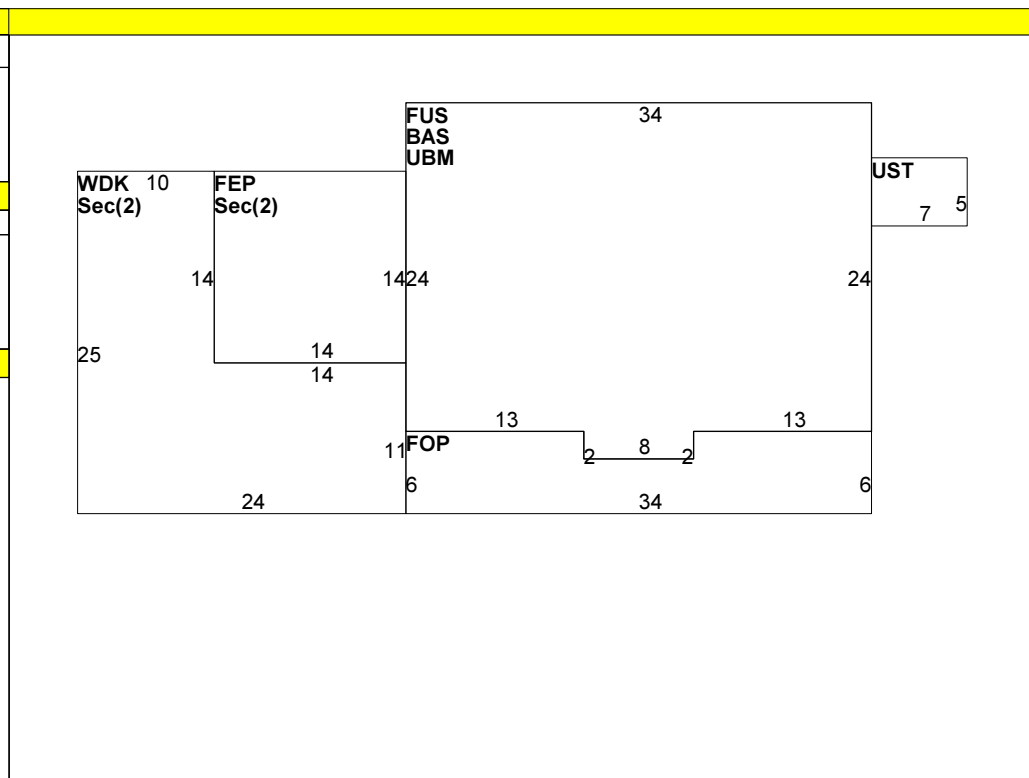 FUS 34
BAS
UBM
UST
WDK 10 FEP
Sec(2) Sec(2)
7 5
14 14 24 24
25 14
14
13 13
11 FOP 2 8 2
6 6
24 34